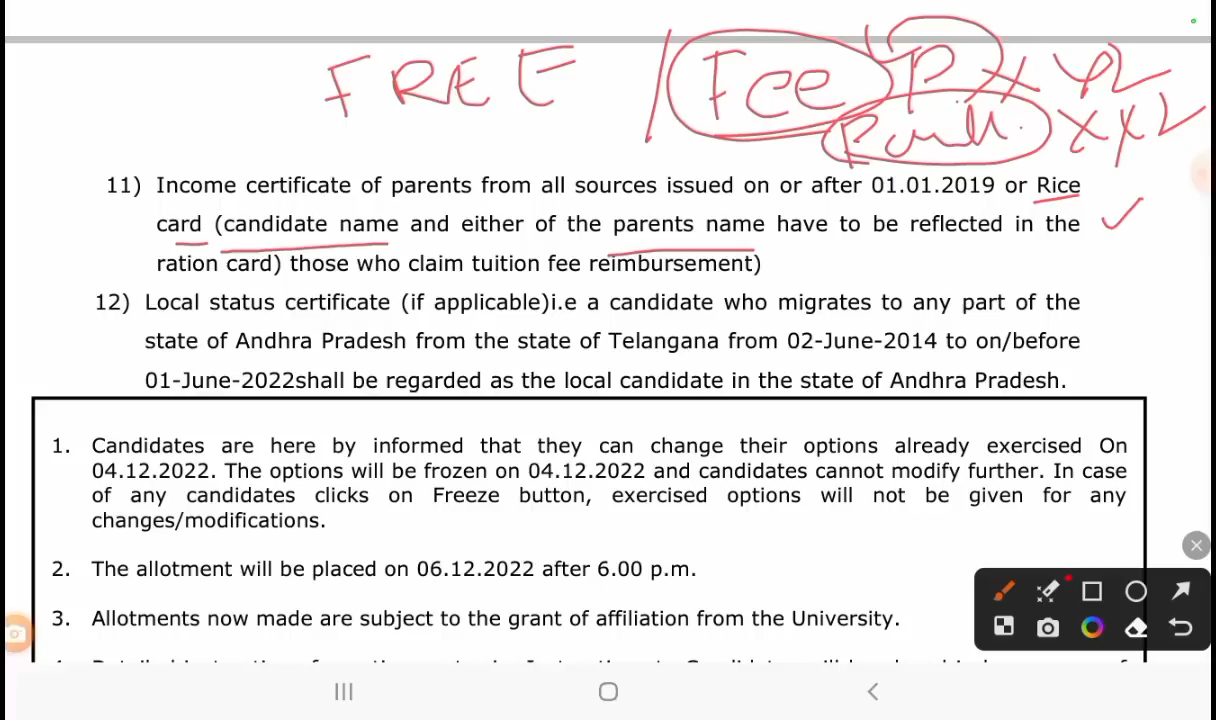 FREE / Fee
11) Income certificate of parents from all sources issued on or after 01.01.2019 or Rice
card (candidate name and either of the parents name have to be reflected in the
ration card) those who claim tuition fee reimbursement)
12) Local status certificate (if applicable)i.e a candidate who migrates to any part of the
state of Andhra Pradesh from the state of Telangana from 02-June-2014 to on/before
01-June-2022shall be regarded as the local candidate in the state of Andhra Pradesh.
1. Candidates are here by informed that they can change their options already exercised On
04.12.2022. The options will be frozen on 04.12.2022 and candidates cannot modify further. In case
of any candidates clicks on Freeze button, exercised options will not be given for any
changes/modifications.
2. The allotment will be placed on 06.12.2022 after 6.00 p.m.
3. Allotments now made are subject to the grant of affiliation from the University.